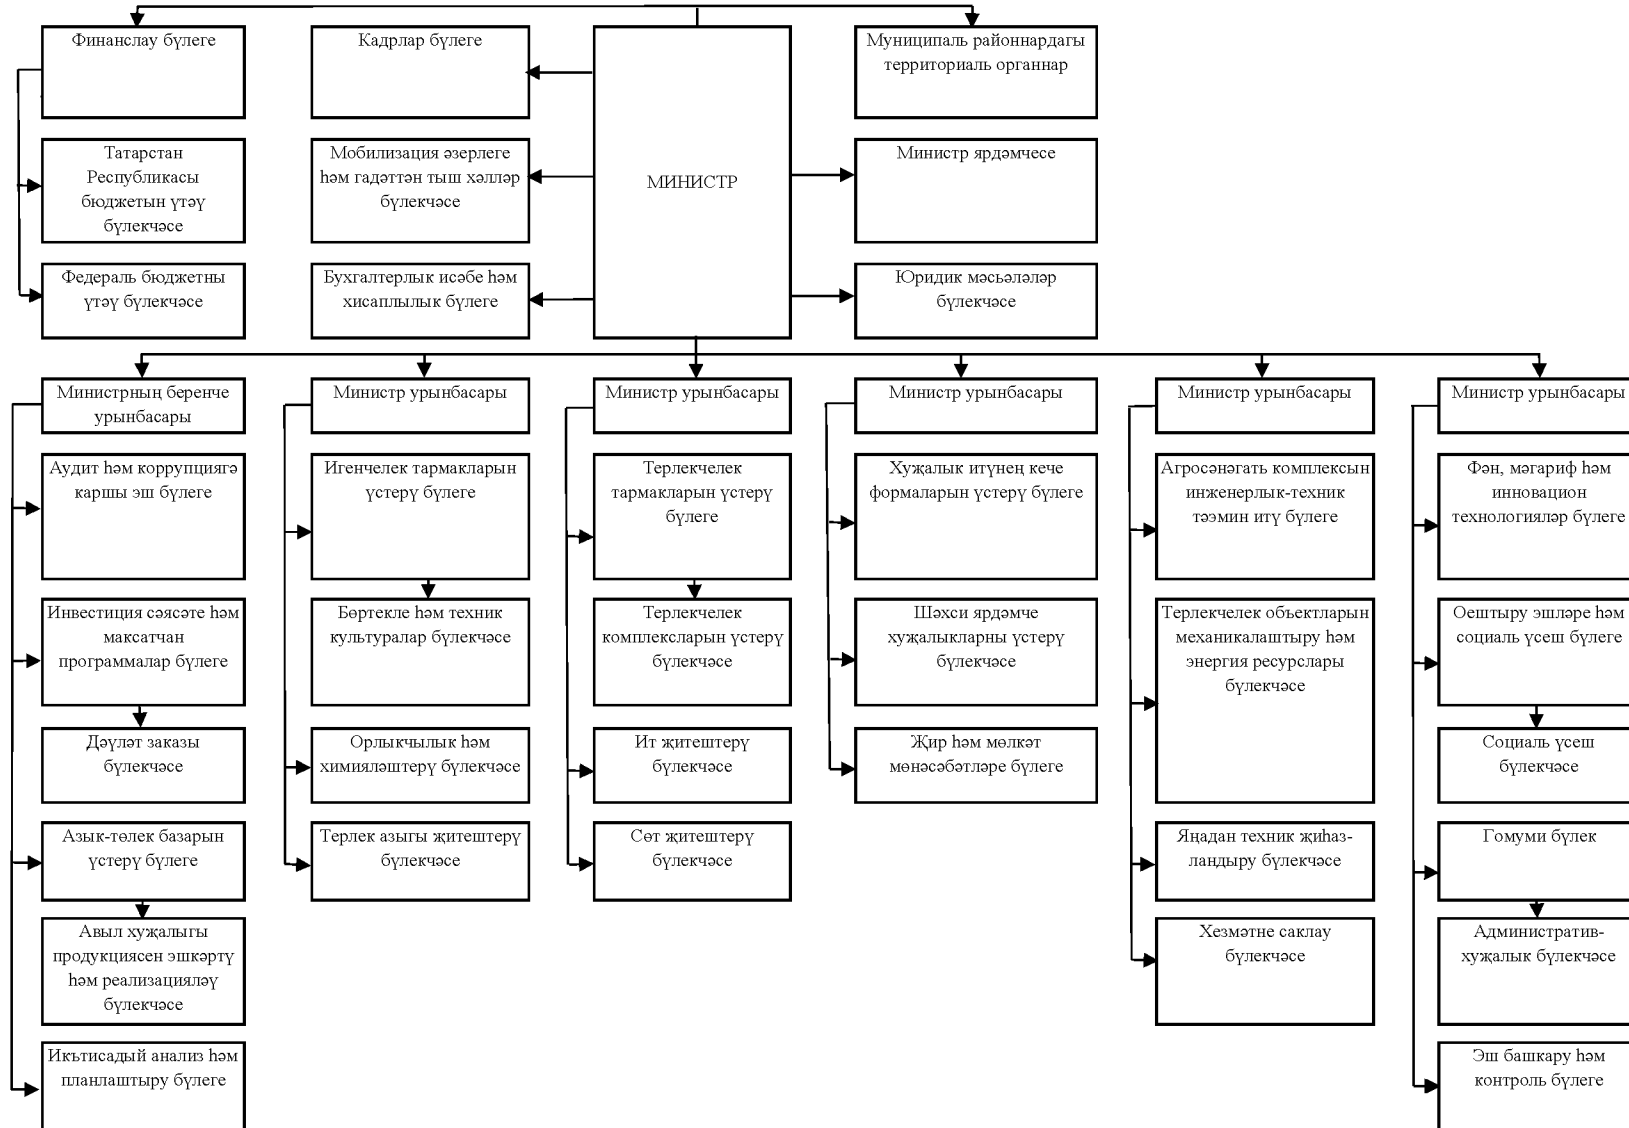 Финанслау бүлеге
Кадрлар бүлеге
МИНИСТР
Муниципаль районнардагы
территориаль органнар
Татарстан
Республикасы
бюджетын үтәү
бүлекчәсе
Мобилизация әзерлеге
һәм гадәттән тыш хәлләр
бүлекчәсе
Министр ярдәмчесе
Федераль бюджетны
үтәү бүлекчәсе
Бухгалтерлык исәбе һәм
хисаплылык бүлеге
Юридик мәсьәләләр
бүлекчәсе
Министрның беренче
урынбасары
Министр урынбасары
Министр урынбасары
Министр урынбасары
Министр урынбасары
Министр урынбасары
Аудит һәм коррупциягә
каршы эш бүлеге
Игенчелек тармакларын
үстерү бүлеге
Терлекчелек
тармакларын үстерү
бүлеге
Хуҗалык итүнең кече
формаларын үстерү бүлеге
Агросәнәгать комплексын
инженерлык-техник
тәэмин итү бүлеге
Фән, мәгариф һәм
инновацион
технологияләр бүлеге
Инвестиция сәясәте һәм
максатчан
программалар бүлеге
Бөртекле һәм техник
культуралар бүлекчәсе
Терлекчелек
комплексларын үстерү
бүлекчәсе
Шәхси ярдәмче
хуҗалыкларны үстерү
бүлекчәсе
Терлекчелек объектларын
механикалаштыру һәм
энергия ресурслары
бүлекчәсе
Оештыру эшләре һәм
социаль үсеш бүлеге
Дәүләт заказы
бүлекчәсе
Орлыкчылык һәм
химияләштерү бүлекчәсе
Ит җитештерү
бүлекчәсе
Җир һәм мөлкәт
мөнәсәбәтләре бүлеге
Социаль үсеш
бүлекчәсе
Азык-төлек базарын
үстерү бүлеге
Терлек азыгы җитештерү
бүлекчәсе
Сөт җитештерү
бүлекчәсе
Яңадан техник җиһаз-
ландыру бүлекчәсе
Гомуми бүлек
Авыл хуҗалыгы
продукциясен эшкәртү
һәм реализацияләү
бүлекчәсе
Хезмәтне саклау
бүлекчәсе
Административ-
хуҗалык бүлекчәсе
Икътисадый анализ һәм
планлаштыру бүлеге
Эш башкару һәм
контроль бүлеге